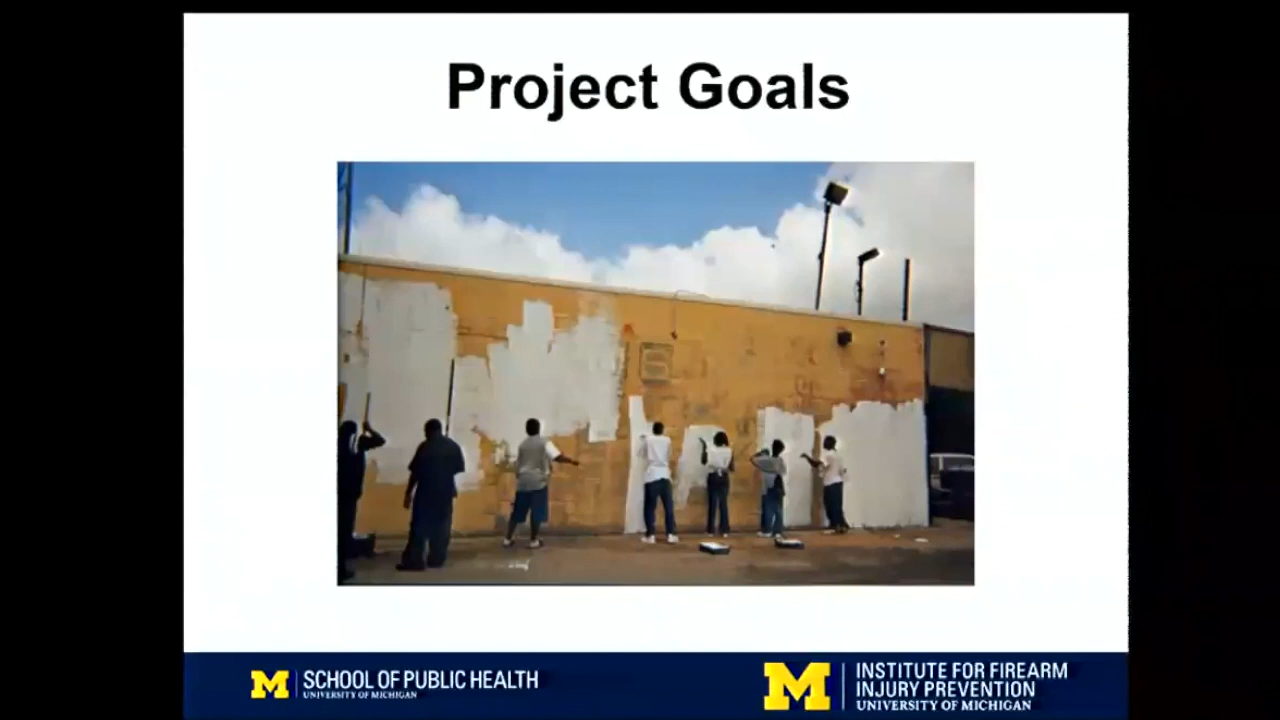 Project Goals
M
SCHOOL OF PUBLIC HEALTH
UNIVERSITY OF MICHIGAN
M
INSTITUTE FOR FIREARM
INJURY PREVENTION
UNIVERSITY OF MICHIGAN